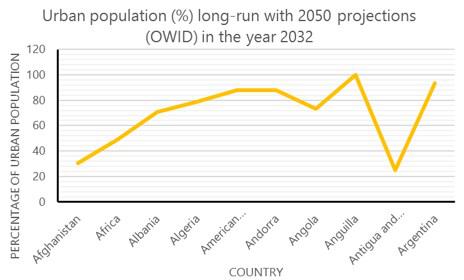 Urban population (%) long-run with 2050 projections
(OWID) in the year 2032
PERCENTAGE OF URBAN POPULATION
120
100
80
60
40
20
0
Afghanistan
Africa
Albania
Algeria
American...
Andorra
Angola
Anguilla
Antigua and...
Argentina
COUNTRY